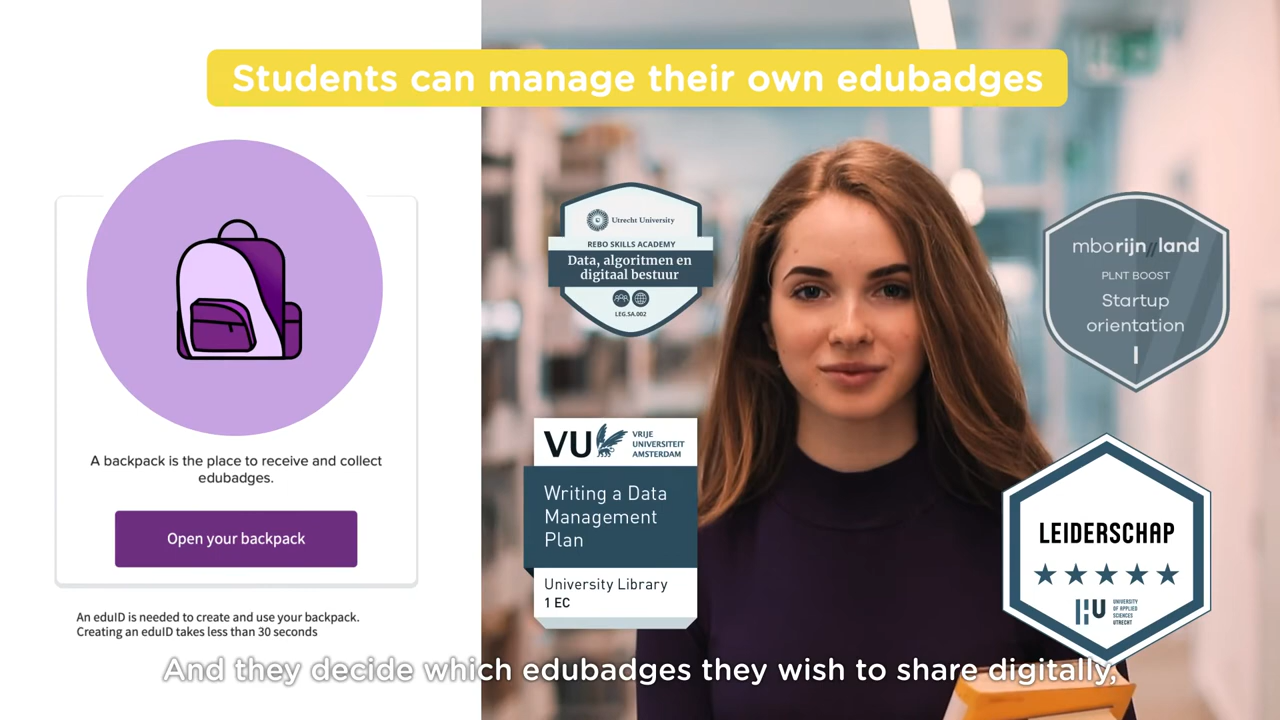 Students can manage their own edubadges
A backpack is the place to receive and collect
edubadges.
Open your backpack
An eduID is needed to create and use your backpack.
Creating an eduID takes less than 30 seconds
Utrecht University
REBO SKILLS ACADEMY
Data, algoritmen en
digitaal bestuur
LEG.SA.002
mborijn//land
PLNT BOOST
Startup
orientation
I
VU VRIJE
UNIVERSITEIT
AMSTERDAM
Writing a Data
Management
Plan
University Library
1 EC
LEIDERSCHAP
HU UNIVERSITY
OF APPLIED
SCIENCES
UTRECHT
And they decide which edubadges they wish to share digitally,